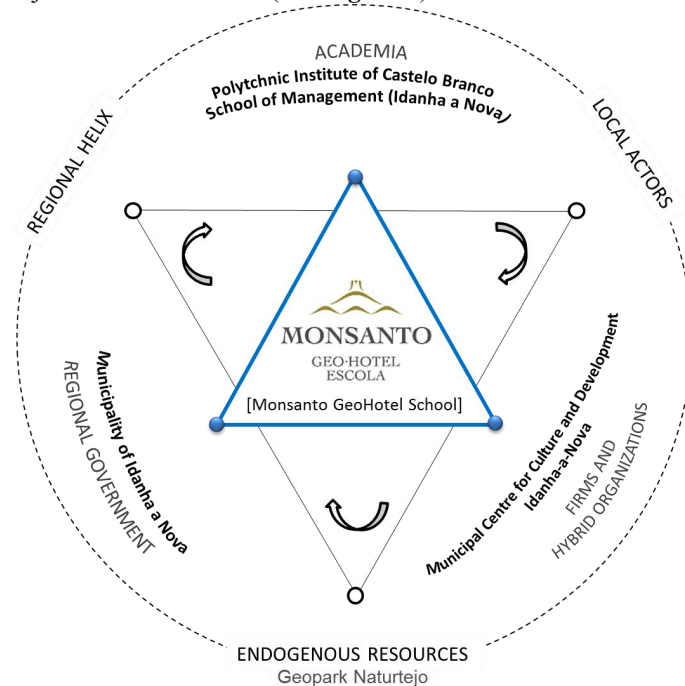 ACADEMIA
Polytchnic Institute of Castelo Branco
School of Management (Idanha a Nova)
REGIONAL HELIX
LOCAL ACTORS
MONSANTO
GEO·HOTEL
ESCOLA
[Monsanto GeoHotel School]
Municipality of Idanha a Nova
REGIONAL GOVERNMENT
Municipal Centre for Culture and Development
Idanha-a-Nova
FIRMS AND
HYBRID ORGANIZATIONS
ENDOGENOUS RESOURCES
Geopark Naturtejo